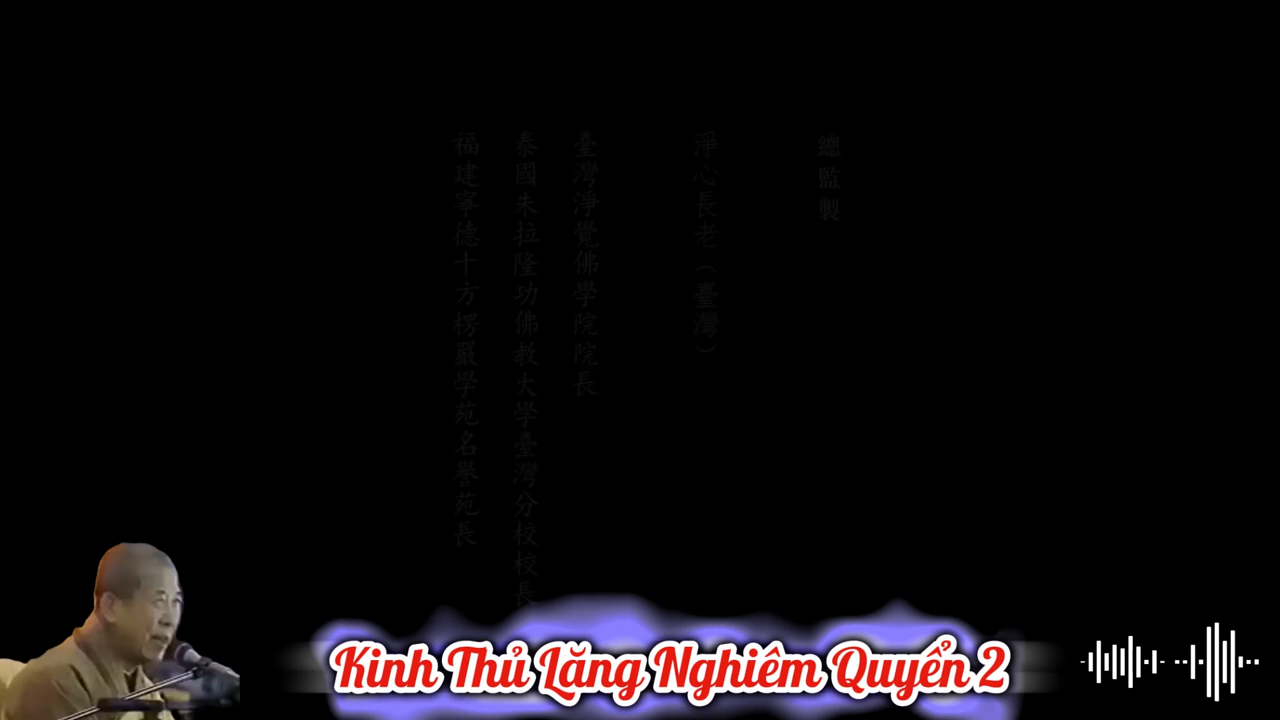 總監製
淨心長老（臺灣）
臺灣淨覺佛學院院長
泰國朱拉隆功佛教大學臺灣分校校長
福建寧德十方楞嚴學苑名譽苑長
Kinh Thủ Lăng Nghiêm Quyển 2